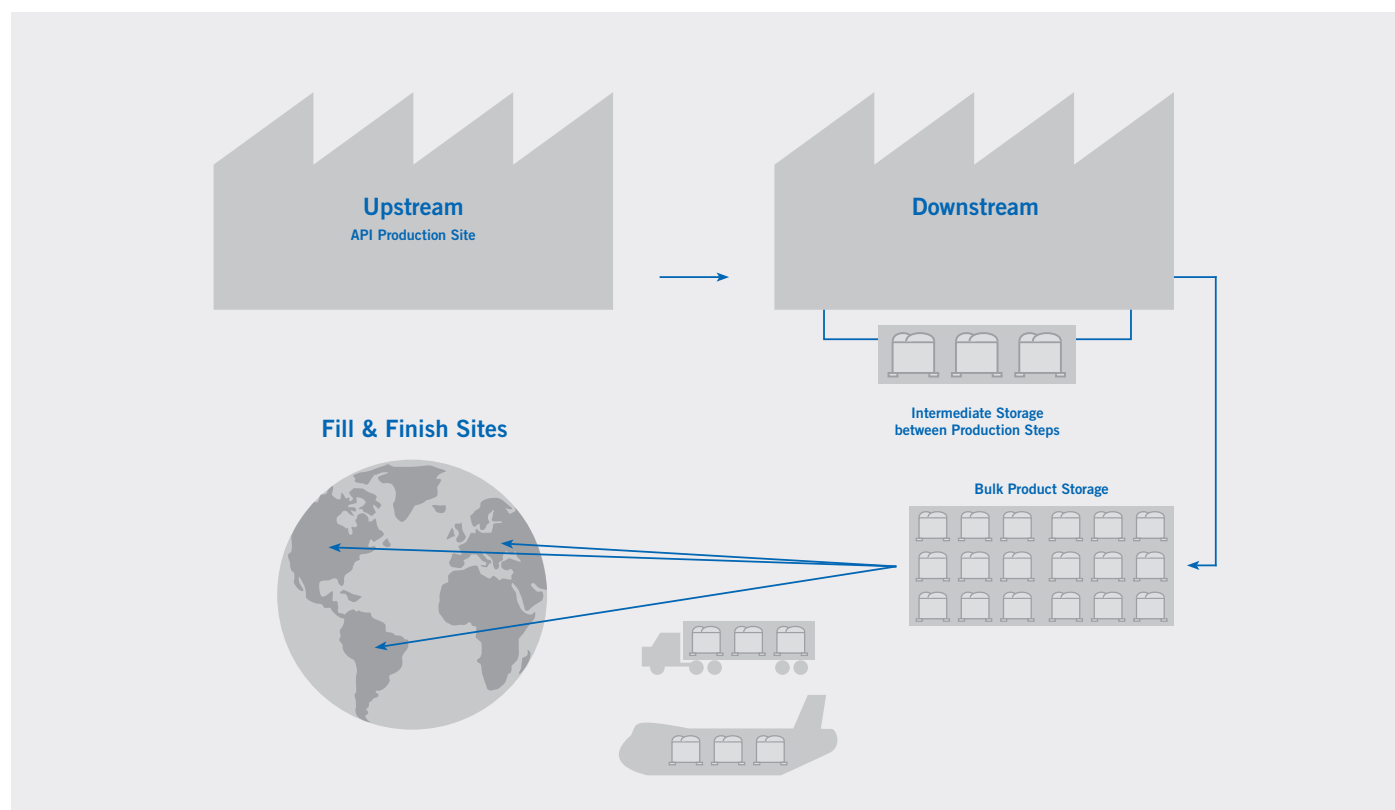 Upstream
API Production Site
Downstream
Intermediate Storage
between Production Steps
Fill & Finish Sites
Bulk Product Storage